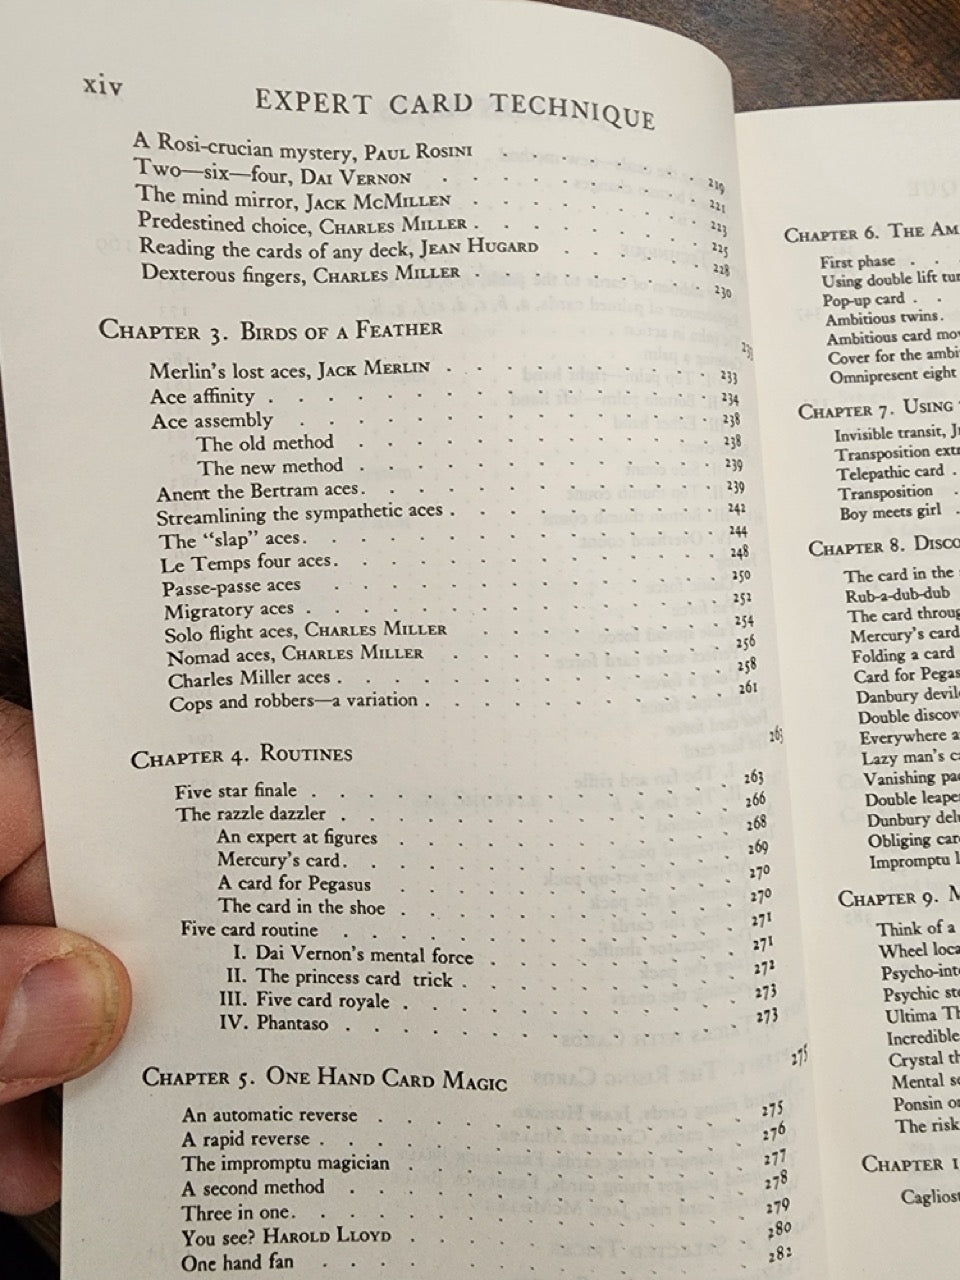 xiv
EXPERT CARD TECHNIQUE
A Rosi-crucian mystery, PAUL ROSINI . . . . . . 219
Two—six—four, DAI VERNON . . . . . . . 221
The mind mirror, JACK MCMILLEN . . . . . . . 223
Predestined choice, CHARLES MILLER . . . . . . . 225
Reading the cards of any deck, JEAN HUGARD . . . . . 228
Dexterous fingers, CHARLES MILLER . . . . . . . 230
CHAPTER 3. BIRDS OF A FEATHER
Merlin's lost aces, JACK MERLIN . . . . . . . . 233
Ace affinity . . . . . . . . . . . . . 234
Ace assembly . . . . . . . . . . . . 238
The old method . . . . . . . . . . 238
The new method . . . . . . . . . . 239
Anent the Bertram aces . . . . . . . . . . 239
Streamlining the sympathetic aces . . . . . . . . 242
The "slap" aces . . . . . . . . . . . . 244
Le Temps four aces . . . . . . . . . . . 248
Passe-passe aces . . . . . . . . . . . 250
Migratory aces . . . . . . . . . . . . 252
Solo flight aces, CHARLES MILLER . . . . . . . 254
Nomad aces, CHARLES MILLER . . . . . . . . 256
Charles Miller aces . . . . . . . . . . . 258
Cops and robbers—a variation . . . . . . . . 261
CHAPTER 4. ROUTINES 263
Five star finale . . . . . . . . . . . . 263
The razzle dazzler . . . . . . . . . . . 266
An expert at figures . . . . . . . . . 268
Mercury's card . . . . . . . . . . . 269
A card for Pegasus . . . . . . . . . 270
The card in the shoe . . . . . . . . . 270
Five card routine . . . . . . . . . . . 271
I. Dai Vernon's mental force . . . . . . . 271
II. The princess card trick . . . . . . . . 272
III. Five card royale . . . . . . . . . . 273
IV. Phantaso . . . . . . . . . . . . 273
CHAPTER 5. ONE HAND CARD MAGIC 275
An automatic reverse . . . . . . . . . . 275
A rapid reverse . . . . . . . . . . . . 276
The impromptu magician . . . . . . . . . 277
A second method . . . . . . . . . . . 278
Three in one . . . . . . . . . . . . 279
You see? HAROLD LLOYD . . . . . . . . . 280
One hand fan . . . . . . . . . . . . 282
CHAPTER 6. THE AM
First phase . . .
Using double lift tur
Pop-up card . .
Ambitious twins.
Ambitious card mov
Cover for the ambi
Omnipresent eight
CHAPTER 7. USING
Invisible transit, J
Transposition extr
Telepathic card .
Transposition .
Boy meets girl .
CHAPTER 8. DISCO
The card in the
Rub-a-dub-dub
The card throug
Mercury's card
Folding a card
Card for Pegas
Danbury devil
Double discov
Everywhere a
Lazy man's c
Vanishing pa
Double leape
Dunbury del
Obliging car
Impromptu l
CHAPTER 9. M
Think of a
Wheel loca
Psycho-int
Psychic st
Ultima Th
Incredible
Crystal th
Mental se
Ponsin o
The risk
CHAPTER 1
Cagliost